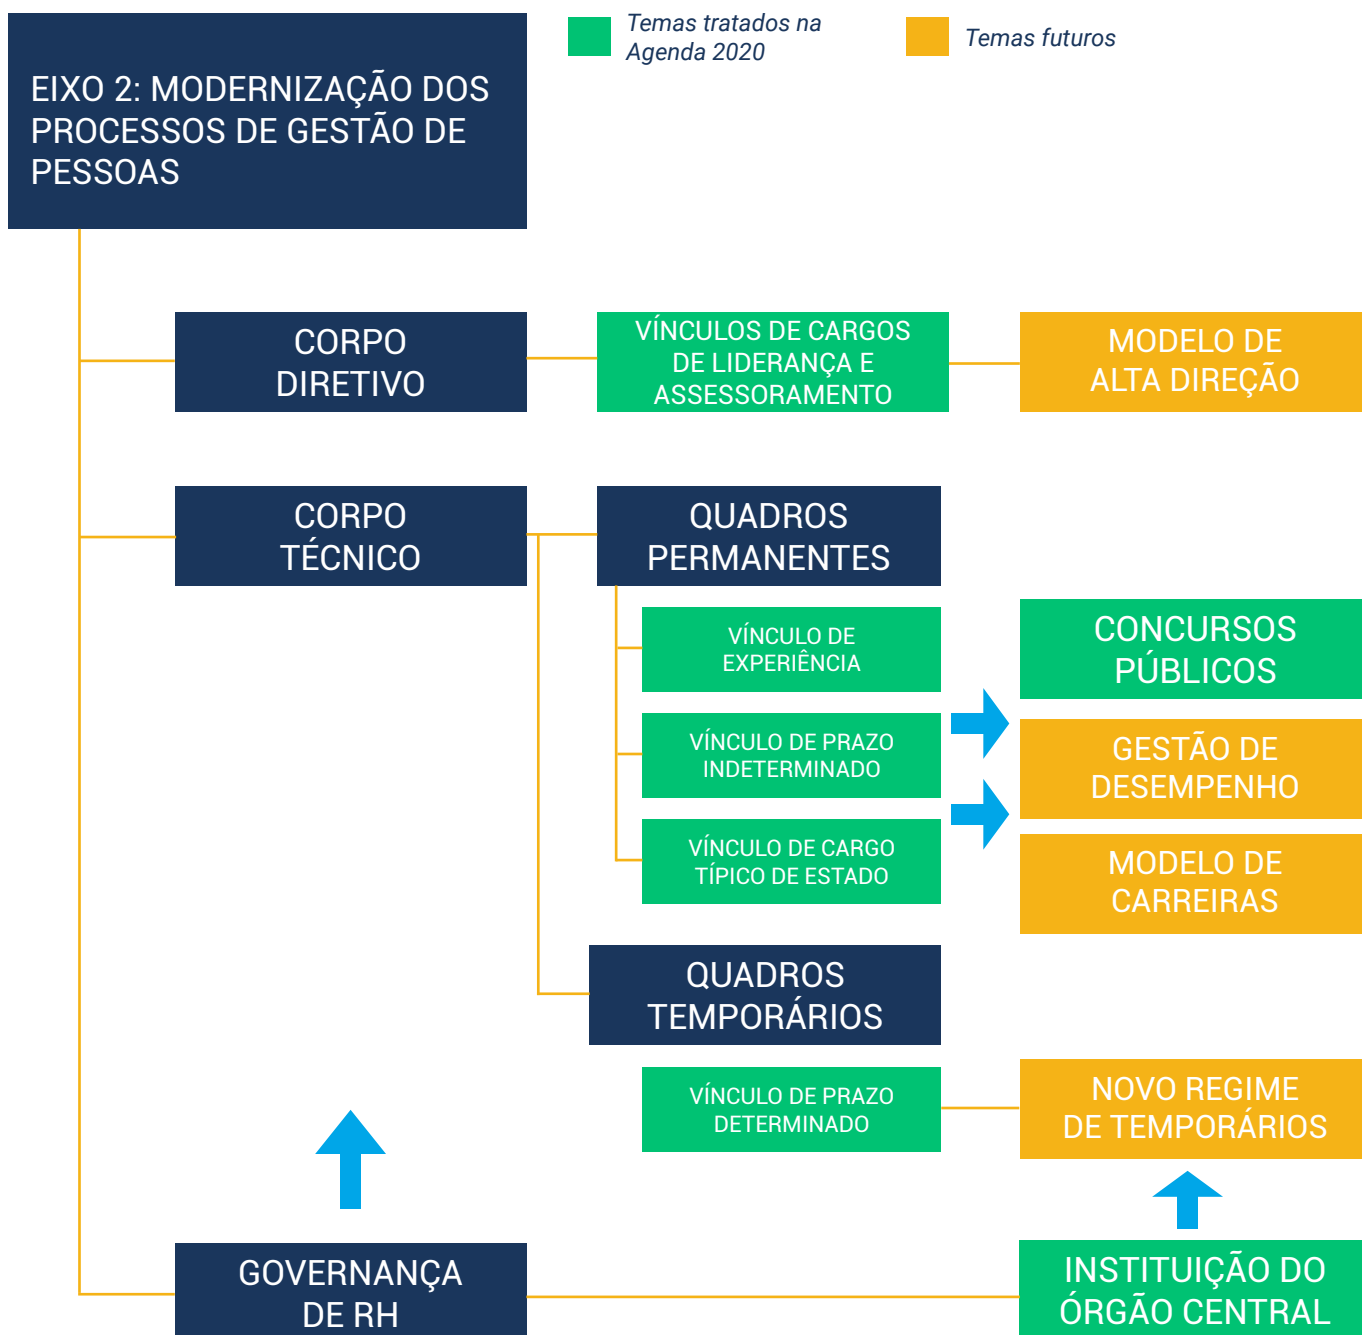 Temas tratados na
Agenda 2020
Temas futuros
EIXO 2: MODERNIZAÇÃO DOS
PROCESSOS DE GESTÃO DE
PESSOAS
CORPO
DIRETIVO
VÍNCULOS DE CARGOS
DE LIDERANÇA E
ASSESSORAMENTO
MODELO DE
ALTA DIREÇÃO
CORPO
TÉCNICO
QUADROS
PERMANENTES
VÍNCULO DE
EXPERIÊNCIA
CONCURSOS
PÚBLICOS
VÍNCULO DE PRAZO
INDETERMINADO
GESTÃO DE
DESEMPENHO
VÍNCULO DE CARGO
TÍPICO DE ESTADO
MODELO DE
CARREIRAS
QUADROS
TEMPORÁRIOS
VÍNCULO DE PRAZO
DETERMINADO
NOVO REGIME
DE TEMPORÁRIOS
GOVERNANÇA
DE RH
INSTITUIÇÃO DO
ÓRGÃO CENTRAL